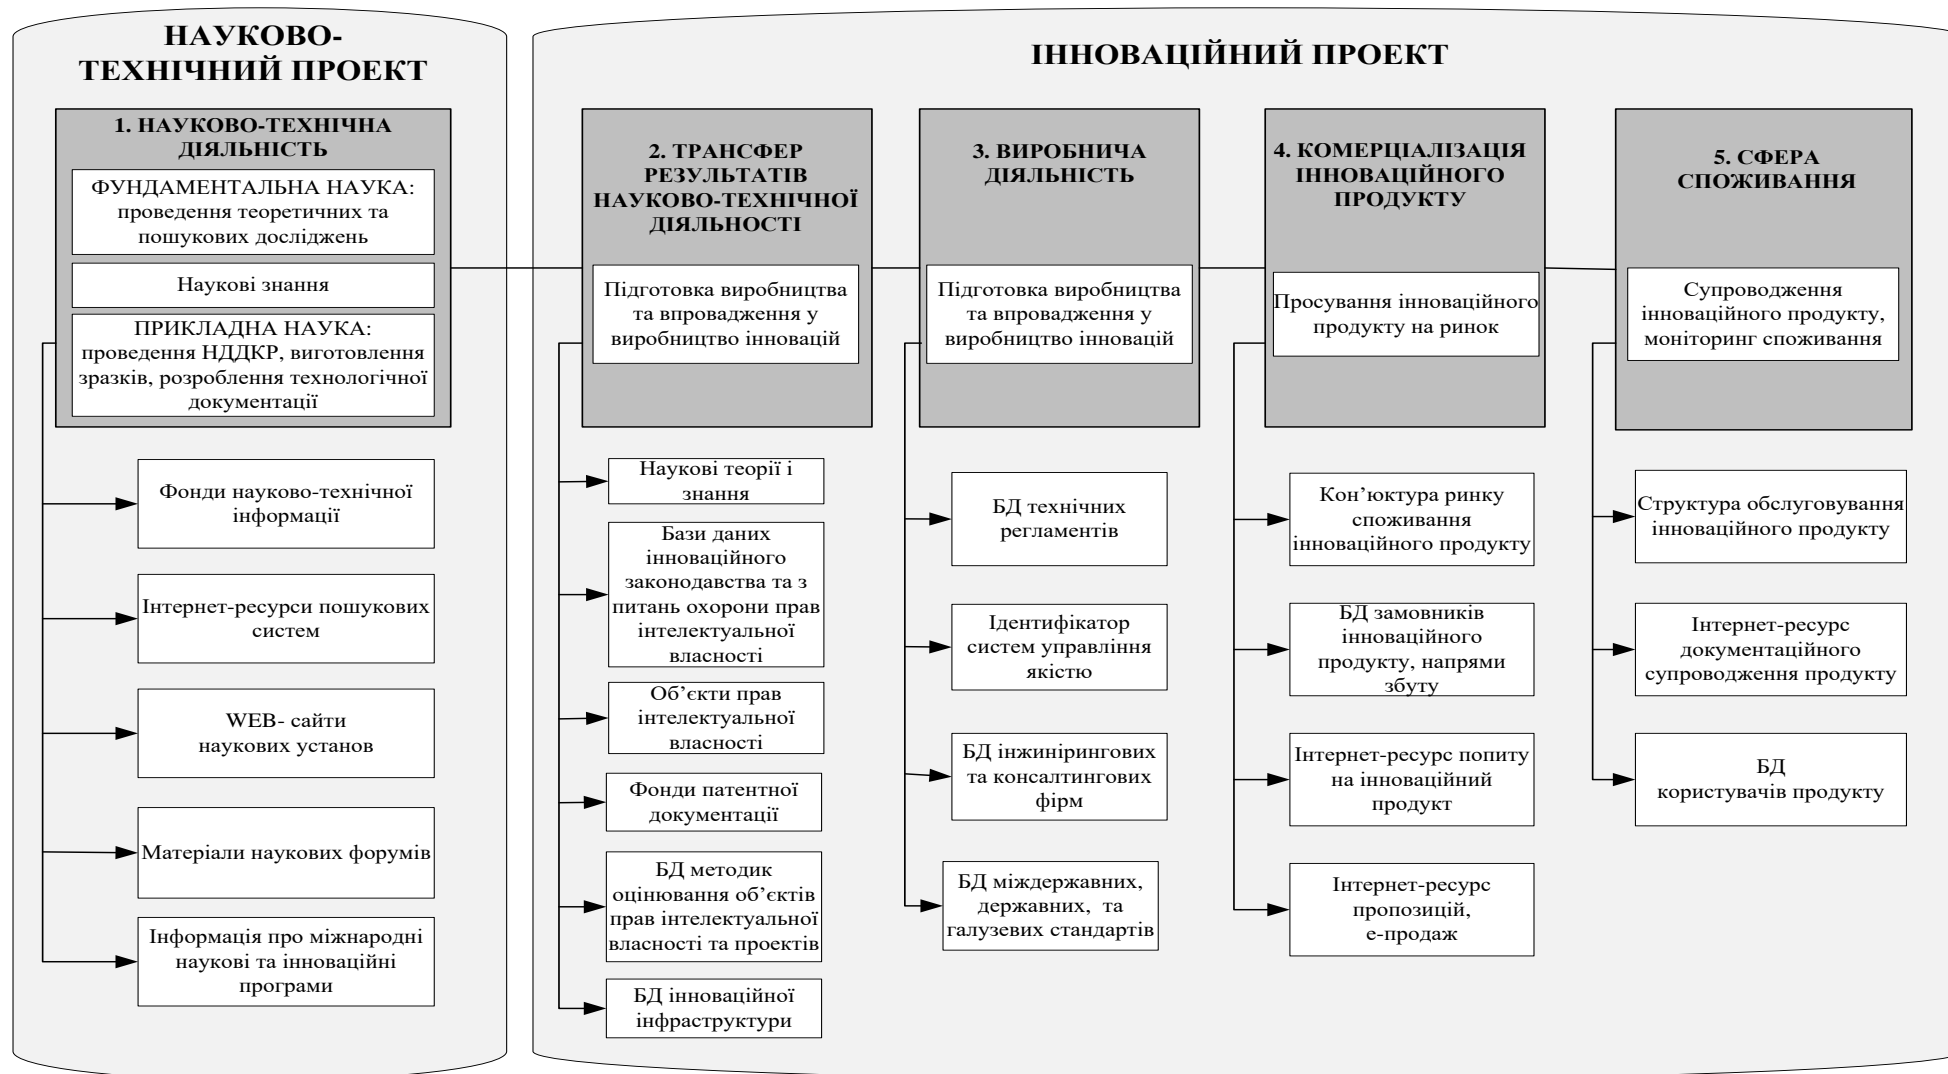 НАУКОВО-
ТЕХНІЧНИЙ ПРОЕКТ
1. НАУКОВО-ТЕХНІЧНА
ДІЯЛЬНІСТЬ
ФУНДАМЕНТАЛЬНА НАУКА:
проведення теоретичних та
пошукових досліджень
Наукові знання
ПРИКЛАДНА НАУКА:
проведення НДДКР, виготовлення
зразків, розроблення технологічної
документації
Фонди науково-технічної
інформації
Інтернет-ресурси пошукових
систем
WEB- сайти
наукових установ
Матеріали наукових форумів
Інформація про міжнародні
наукові та інноваційні
програми
ІННОВАЦІЙНИЙ ПРОЕКТ
2. ТРАНСФЕР
РЕЗУЛЬТАТІВ
НАУКОВО-ТЕХНІЧНОЇ
ДІЯЛЬНОСТІ
Підготовка виробництва
та впровадження у
виробництво інновацій
Наукові теорії і
знання
Бази даних
інноваційного
законодавства та з
питань охорони прав
інтелектуальної
власності
Об’єкти прав
інтелектуальної
власності
Фонди патентної
документації
БД методик
оцінювання об’єктів
прав інтелектуальної
власності та проектів
БД інноваційної
інфраструктури
3. ВИРОБНИЧА
ДІЯЛЬНІСТЬ
Підготовка виробництва
та впровадження у
виробництво інновацій
БД технічних
регламентів
Ідентифікатор
систем управління
якістю
БД інжинірингових
та консалтингових
фірм
БД міждержавних,
державних, та
галузевих стандартів
4. КОМЕРЦІАЛІЗАЦІЯ
ІННОВАЦІЙНОГО
ПРОДУКТУ
Просування інноваційного
продукту на ринок
Кон’юктура ринку
споживання
інноваційного продукту
БД замовників
інноваційного
продукту, напрями
збуту
Інтернет-ресурс попиту
на інноваційний
продукт
Інтернет-ресурс
пропозицій,
е-продаж
5. СФЕРА
СПОЖИВАННЯ
Супроводження
інноваційного продукту,
моніторинг споживання
Структура обслуговування
інноваційного продукту
Інтернет-ресурс
документаційного
супроводження продукту
БД
користувачів продукту